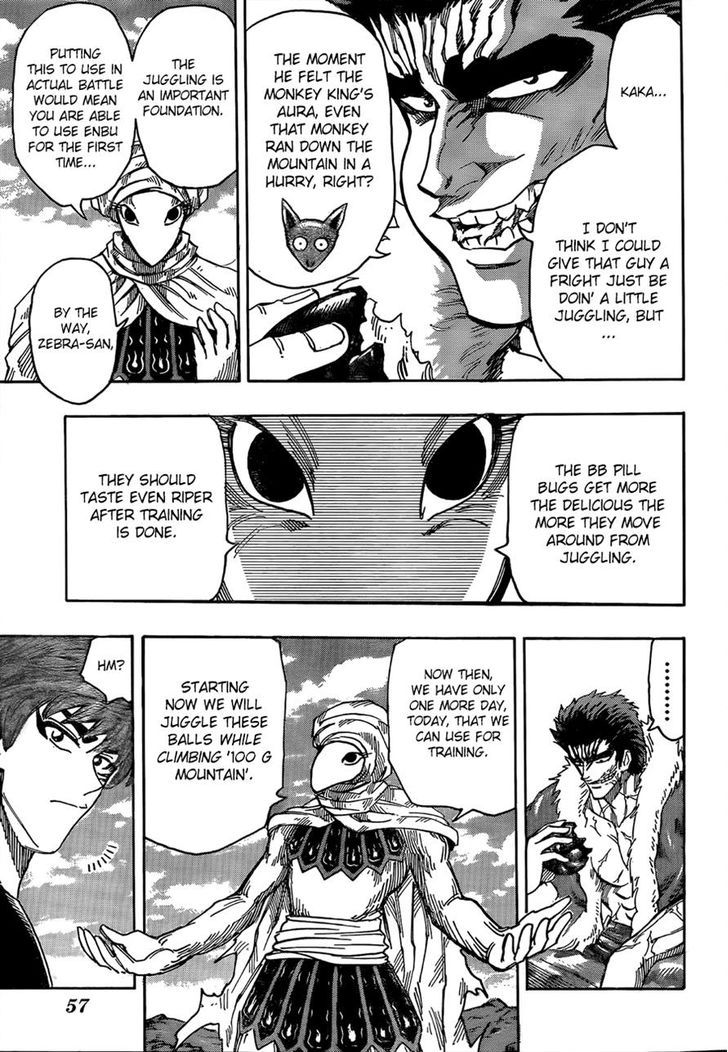 KAKA...
I DON'T
THINK I COULD
GIVE THAT GUY A
FRIGHT JUST BE
DOIN' A LITTLE
JUGGLING, BUT
...
THE MOMENT
HE FELT THE
MONKEY KING'S
AURA, EVEN
THAT MONKEY
RAN DOWN THE
MOUNTAIN IN A
HURRY, RIGHT?
THE
JUGGLING IS
AN IMPORTANT
FOUNDATION.
PUTTING
THIS TO USE IN
ACTUAL BATTLE
WOULD MEAN
YOU ARE ABLE
TO USE ENBU
FOR THE FIRST
TIME...
BY THE
WAY,
ZEBRA-SAN,
THE BB PILL
BUGS GET MORE
THE DELICIOUS THE
MORE THEY MOVE
AROUND FROM
JUGGLING.
THEY SHOULD
TASTE EVEN RIPER
AFTER TRAINING
IS DONE.
.........
NOW THEN,
WE HAVE ONLY
ONE MORE DAY,
TODAY, THAT WE
CAN USE FOR
TRAINING.
STARTING
NOW WE WILL
JUGGLE THESE
BALLS WHILE
CLIMBING '100 G
MOUNTAIN'.
HM?
57